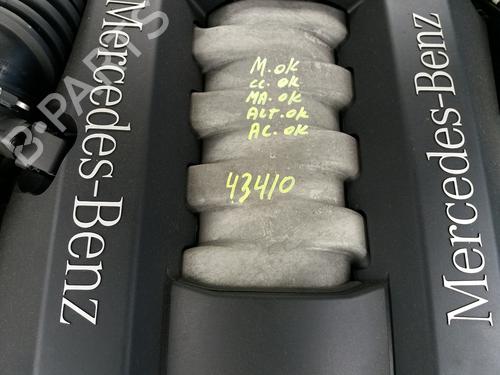 Mercedes-Benz
M.OK
CC.OK
MA.OK
ALT.OK
AC.OK
43410
Mercedes-Benz
B-PARTS